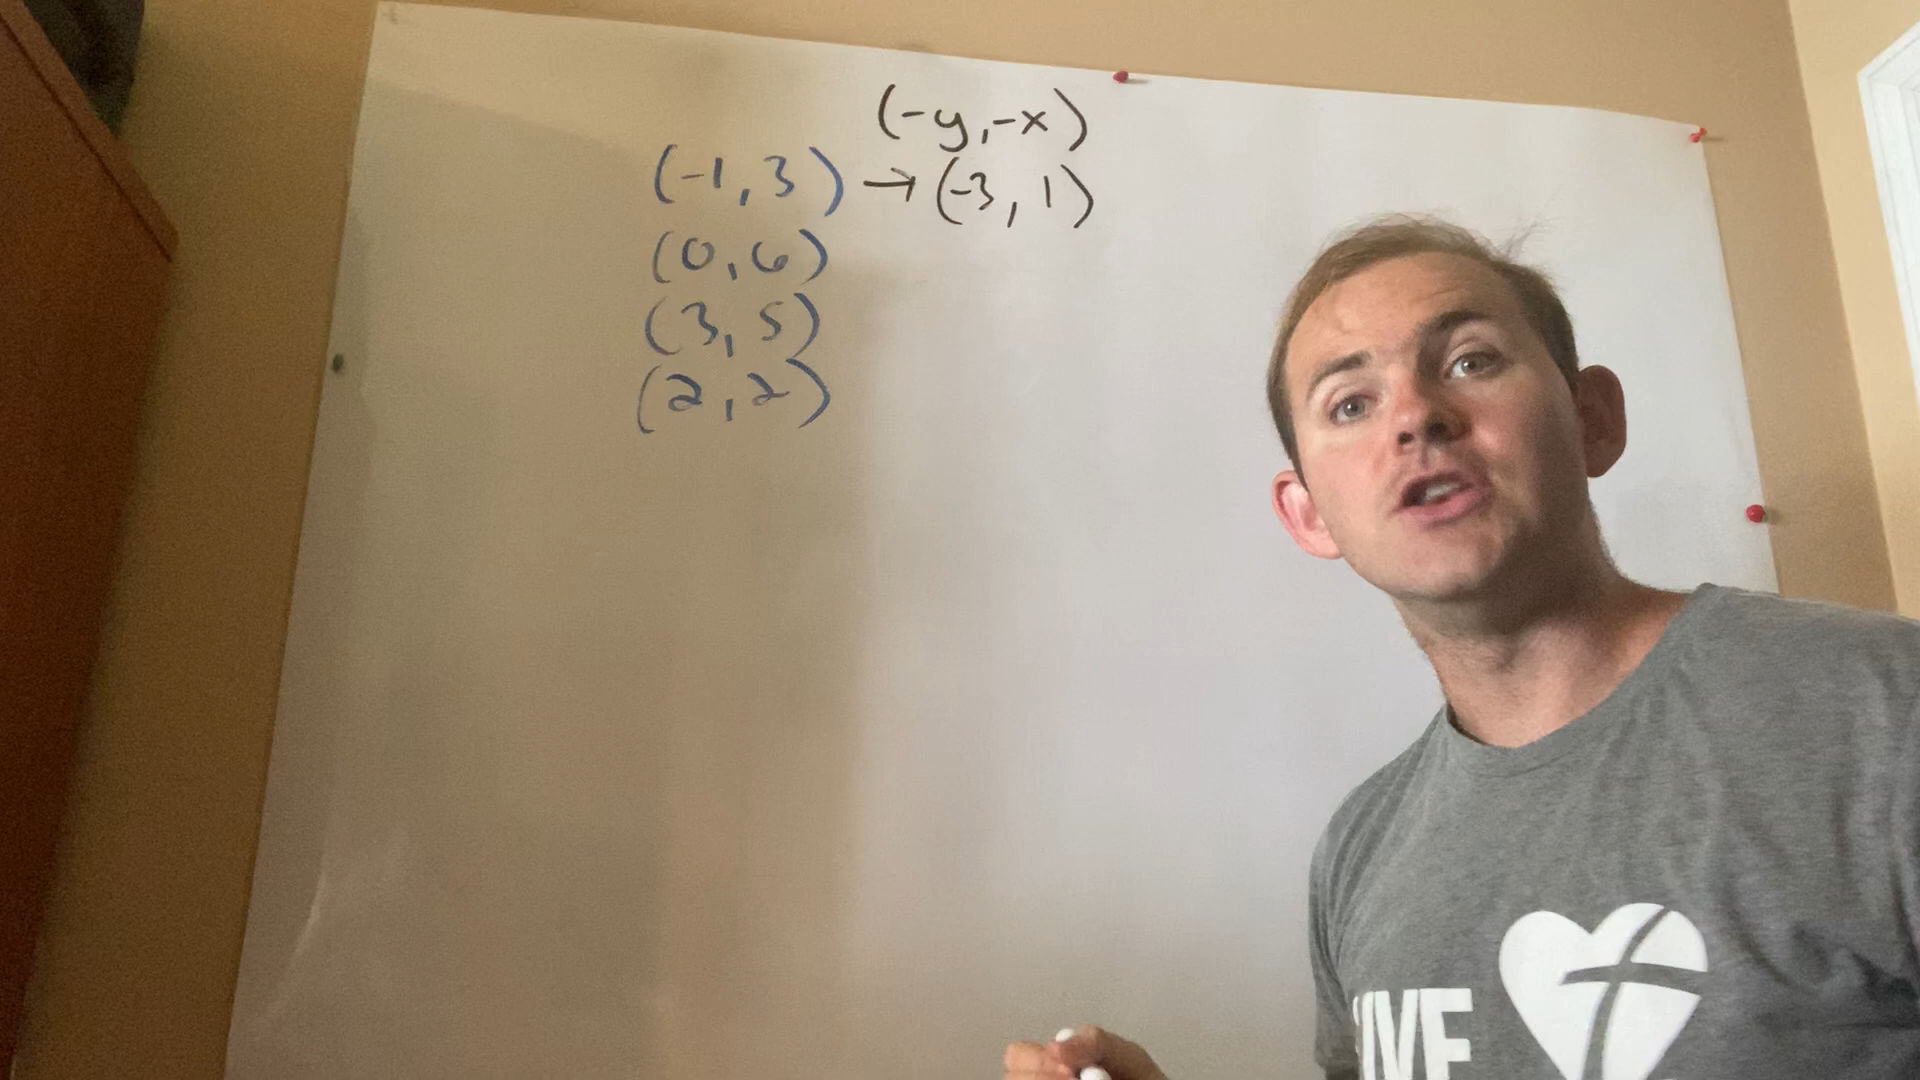 (-y,-x)
(-1,3) → (-3,1)
(0,6)
(3,5)
(2,2)